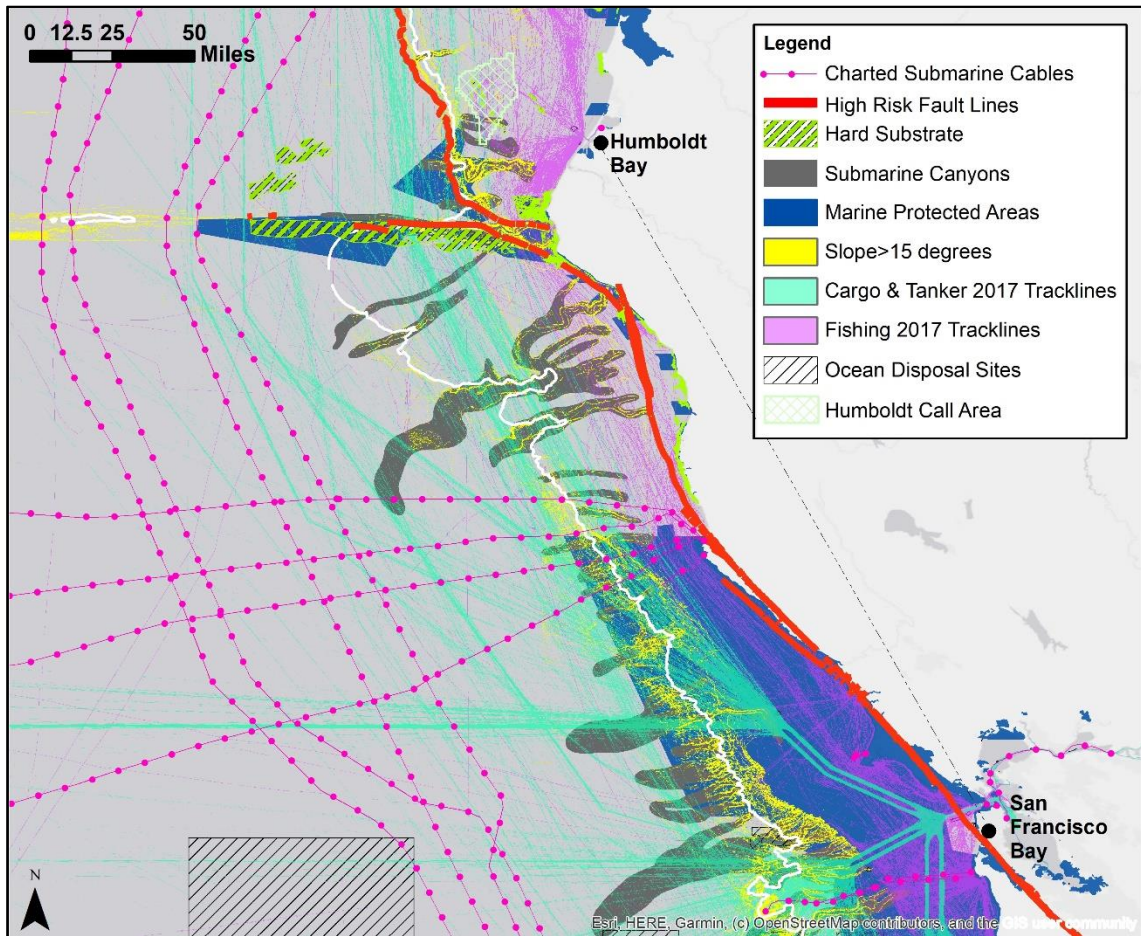 0 12.5 25 50
Miles
Legend
Charted Submarine Cables
High Risk Fault Lines
Hard Substrate
Submarine Canyons
Marine Protected Areas
Slope>15 degrees
Cargo & Tanker 2017 Tracklines
Fishing 2017 Tracklines
Ocean Disposal Sites
Humboldt Call Area
Humboldt
Bay
San
Francisco
Bay
N
Esri, HERE, Garmin, (c) OpenStreetMap contributors, and the GIS user community